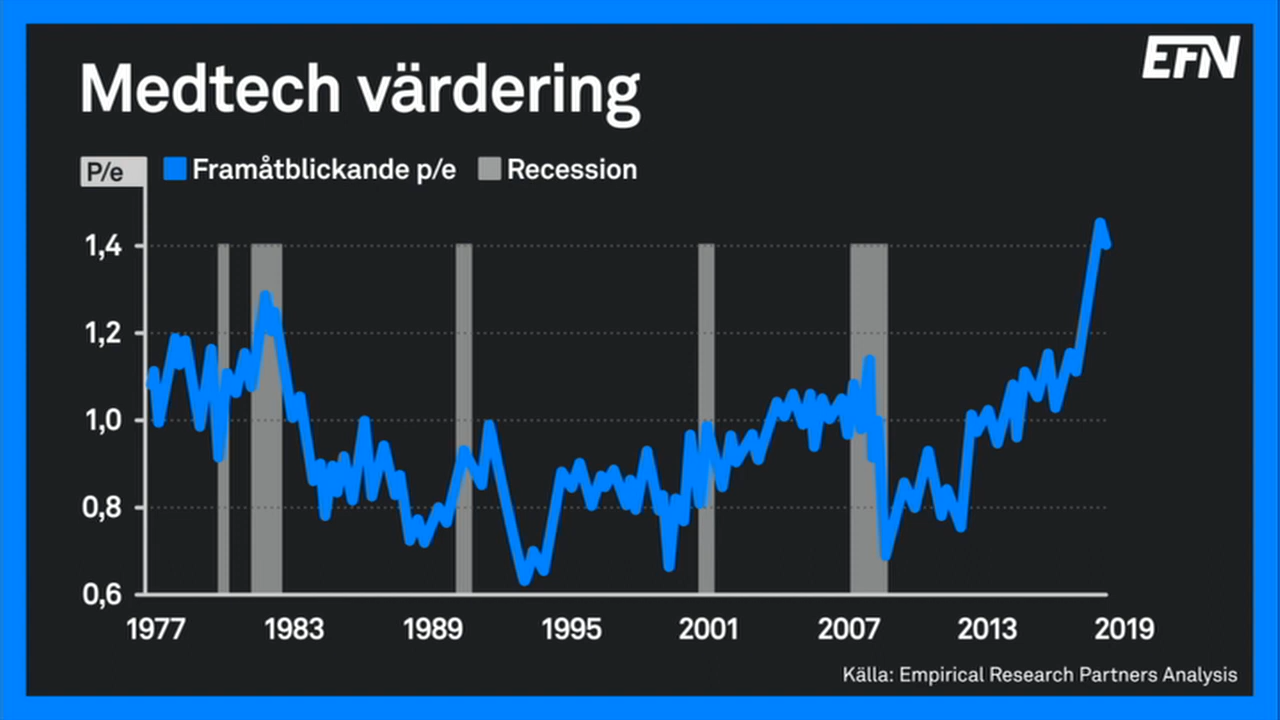 EFN
Medtech värdering
P/e Framåtblickande p/e Recession
1,4
1,2
1,0
0,8
0,6
1977 1983 1989 1995 2001 2007 2013 2019
Källa: Empirical Research Partners Analysis